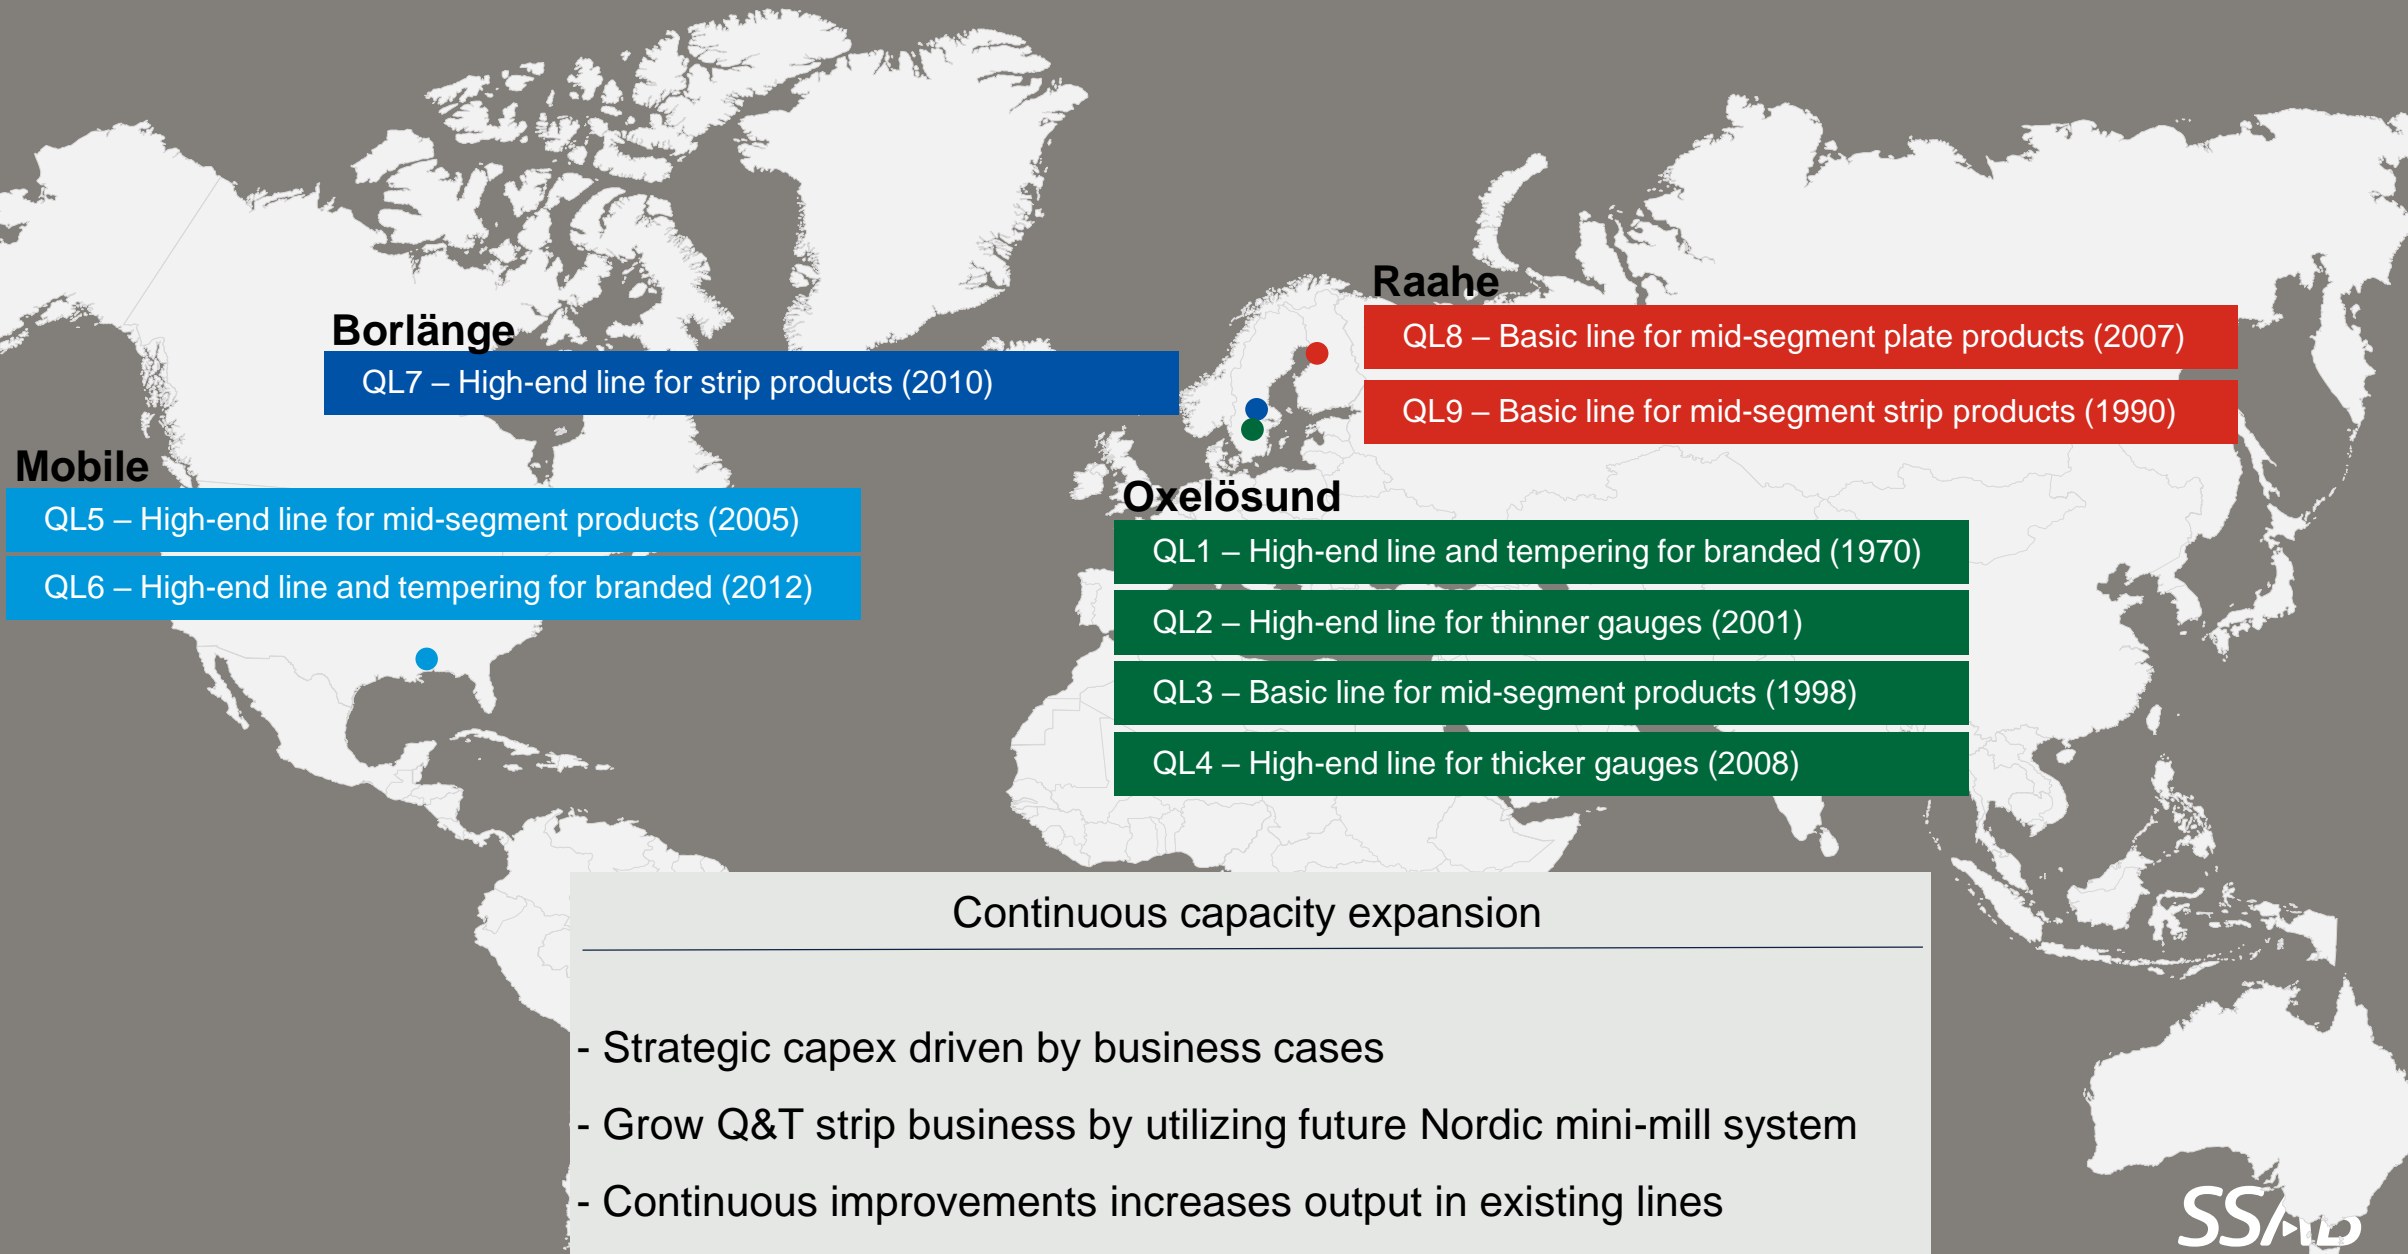 Raahe
QL8 – Basic line for mid-segment plate products (2007)
QL9 – Basic line for mid-segment strip products (1990)
Borlänge
QL7 – High-end line for strip products (2010)
Mobile
QL5 – High-end line for mid-segment products (2005)
QL6 – High-end line and tempering for branded (2012)
Oxelösund
QL1 – High-end line and tempering for branded (1970)
QL2 – High-end line for thinner gauges (2001)
QL3 – Basic line for mid-segment products (1998)
QL4 – High-end line for thicker gauges (2008)
Continuous capacity expansion
- Strategic capex driven by business cases
- Grow Q&T strip business by utilizing future Nordic mini-mill system
- Continuous improvements increases output in existing lines
SSAB